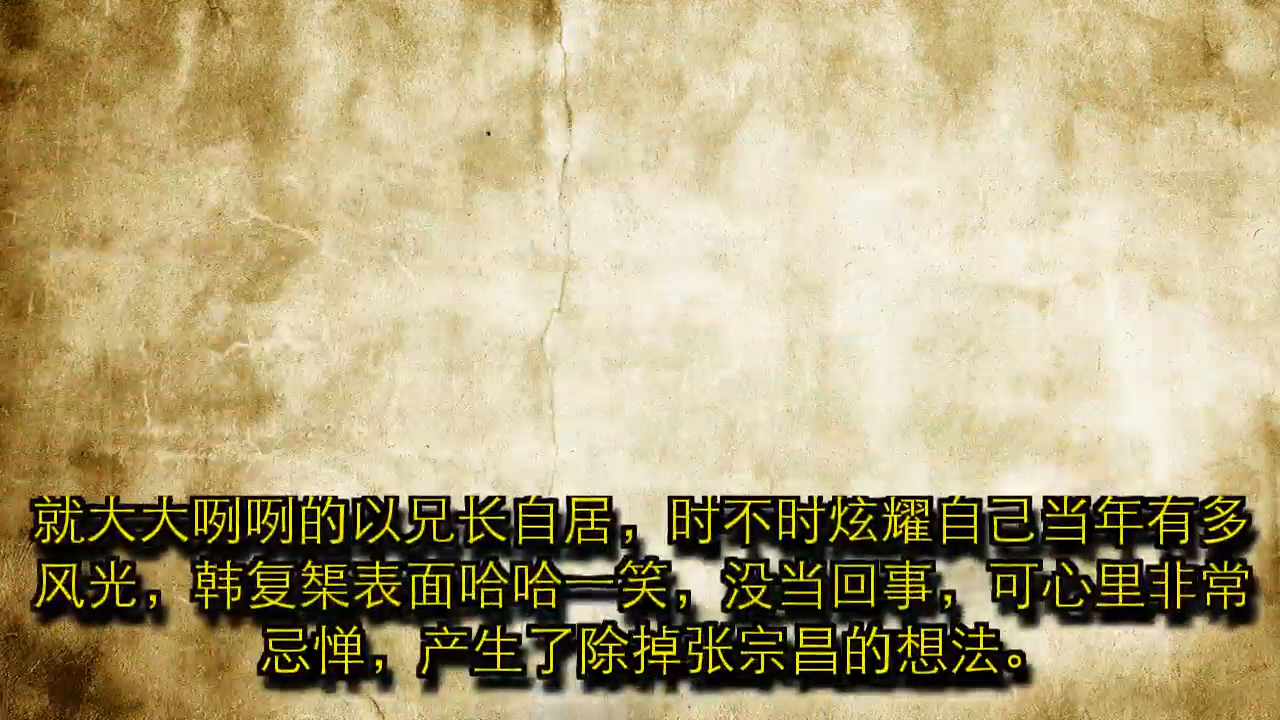 就大大咧咧的以兄长自居，时不时炫耀自己当年有多
风光，韩复榘表面哈哈一笑，没当回事，可心里非常
忌惮，产生了除掉张宗昌的想法。